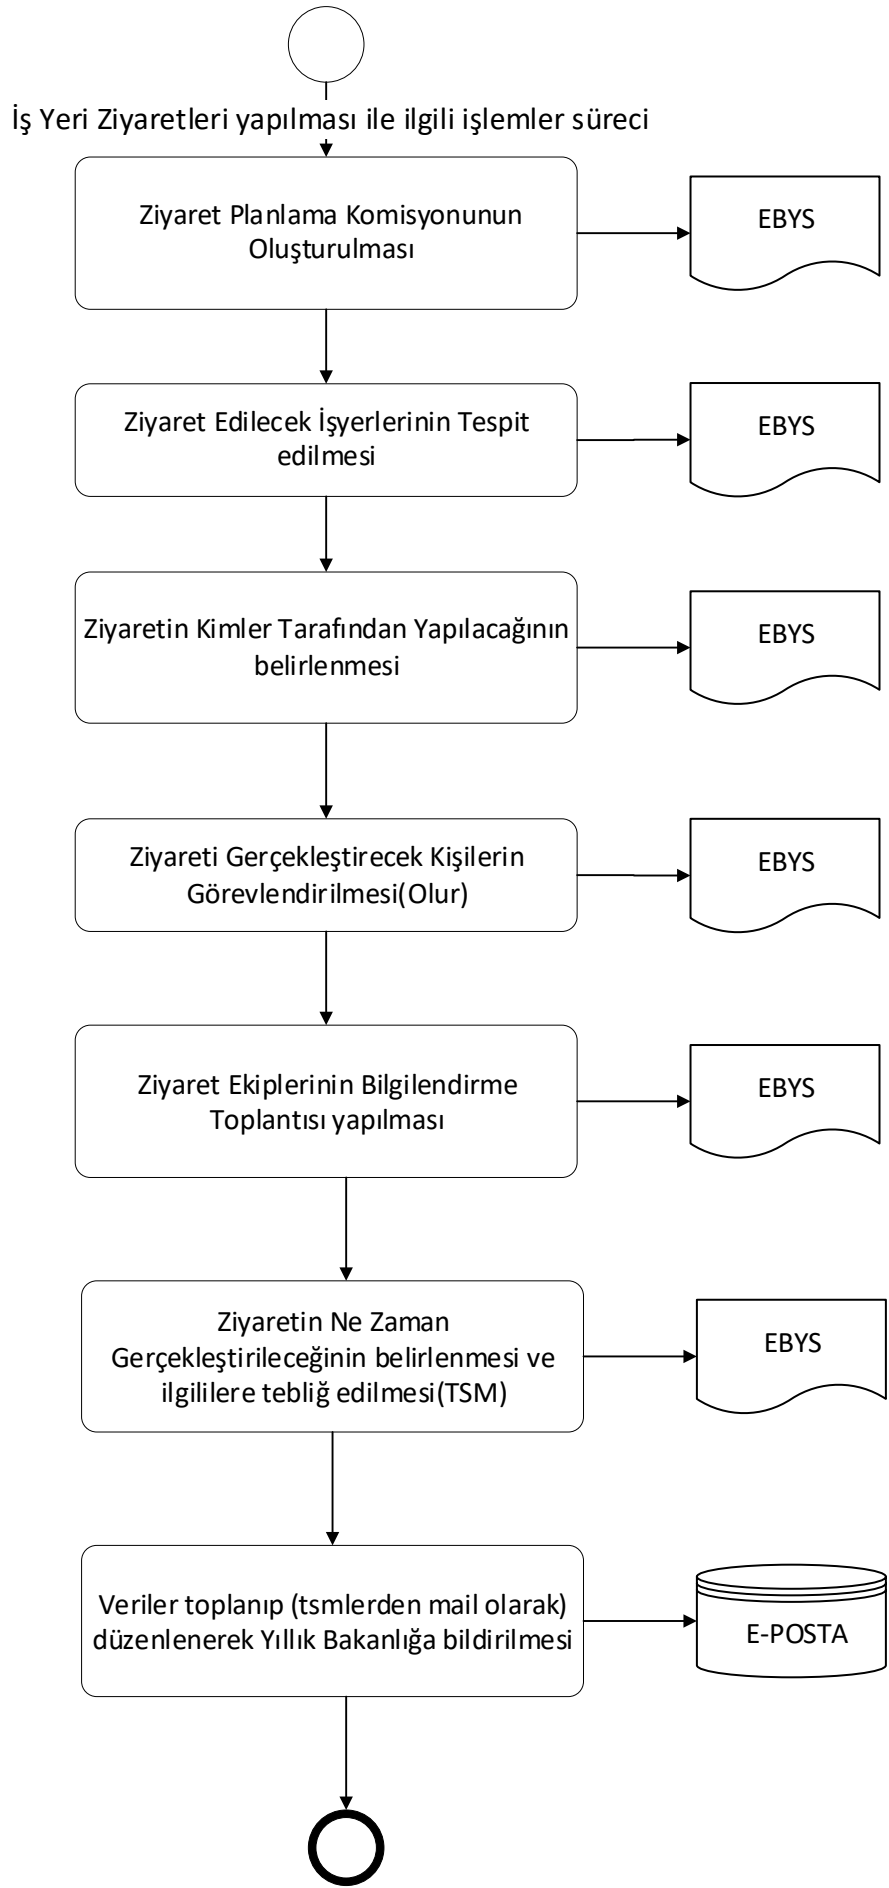 İş Yeri Ziyaretleri yapılması ile ilgili işlemler süreci
Ziyaret Planlama Komisyonunun
Oluşturulması
EBYS
Ziyaret Edilecek İşyerlerinin Tespit
edilmesi
EBYS
Ziyaretin Kimler Tarafından Yapılacağının
belirlenmesi
EBYS
Ziyareti Gerçekleştirecek Kişilerin
Görevlendirilmesi(Olur)
EBYS
Ziyaret Ekiplerinin Bilgilendirme
Toplantısı yapılması
EBYS
Ziyaretin Ne Zaman
Gerçekleştirileceğinin belirlenmesi ve
ilgililere tebliğ edilmesi(TSM)
EBYS
Veriler toplanıp (tsmlerden mail olarak)
düzenlenerek Yıllık Bakanlığa bildirilmesi
E-POSTA